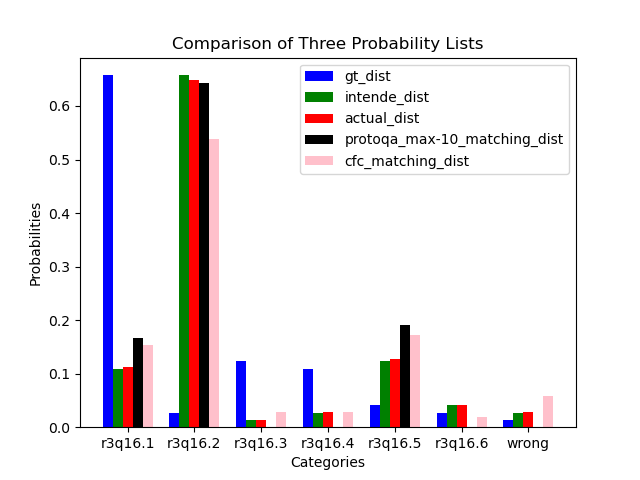 Comparison of Three Probability Lists
gt_dist
intende_dist
actual_dist
protoqa_max-10_matching_dist
cfc_matching_dist
Probabilities
0.6
0.5
0.4
0.3
0.2
0.1
0.0
r3q16.1 r3q16.2 r3q16.3 r3q16.4 r3q16.5 r3q16.6 wrong
Categories